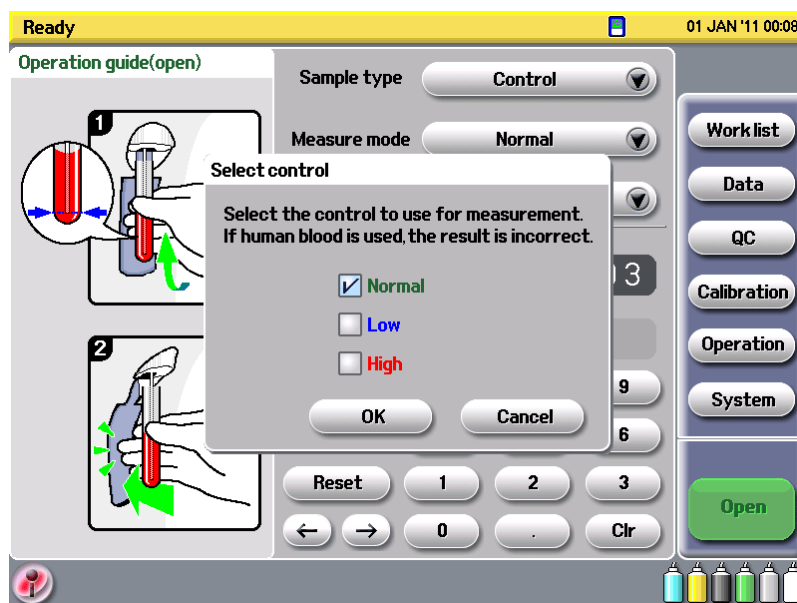 Ready
01 JAN '11 00:08
Operation guide(open)
Sample type
Control
Measure mode
Normal
1
Select control
Select the control to use for measurement.
If human blood is used, the result is incorrect.
Normal
Low
High
OK
Cancel
3
2
9
6
Reset
1
2
3
←
→
0
.
Clr
Work list
Data
QC
Calibration
Operation
System
Open